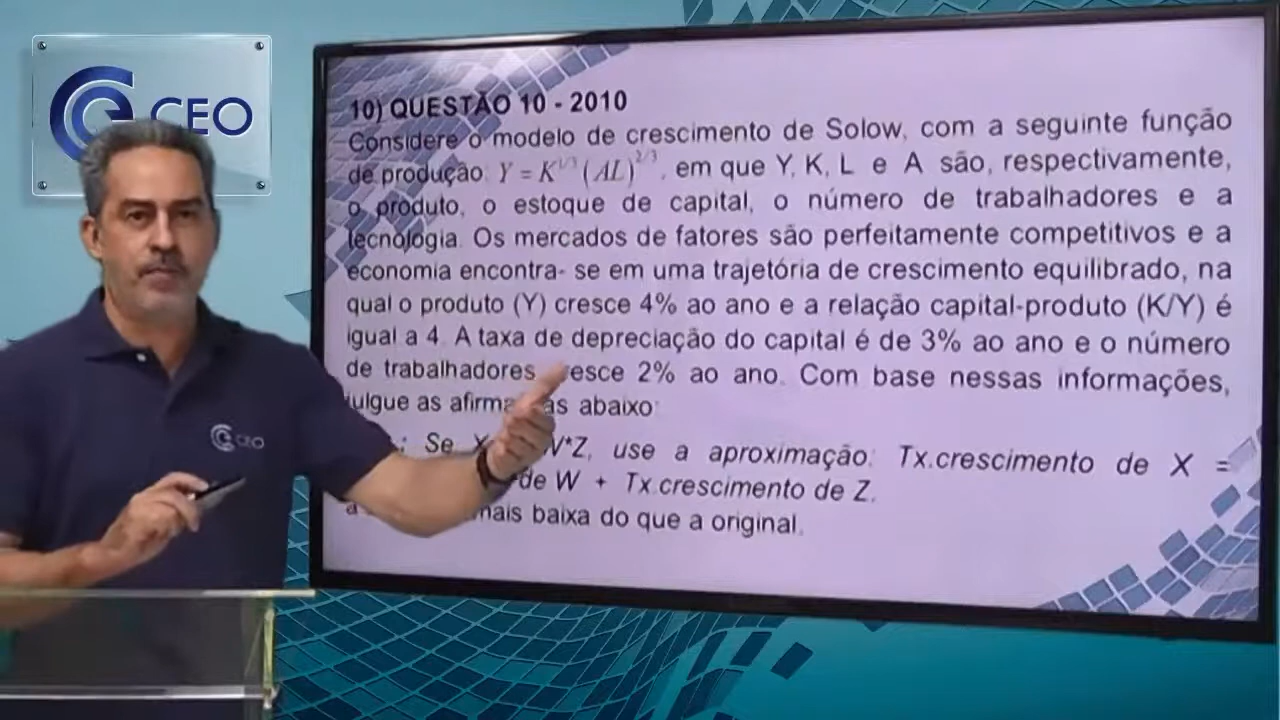 CEO
10) QUESTÃO 10 - 2010
Considere o modelo de crescimento de Solow, com a seguinte função
de produção: Y = K^{1/3} (AL)^{2/3}, em que Y, K, L e A são, respectivamente,
o produto, o estoque de capital, o número de trabalhadores e a
tecnologia. Os mercados de fatores são perfeitamente competitivos e a
economia encontra- se em uma trajetória de crescimento equilibrado, na
qual o produto (Y) cresce 4% ao ano e a relação capital-produto (K/Y) é
igual a 4. A taxa de depreciação do capital é de 3% ao ano e o número
de trabalhadores resce 2% ao ano. Com base nessas informações,
ulgue as afirma as abaixo:
: Se X *Z, use a aproximação: Tx.crescimento de X =
de W + Tx.crescimento de Z.
mais baixa do que a original.
CEO